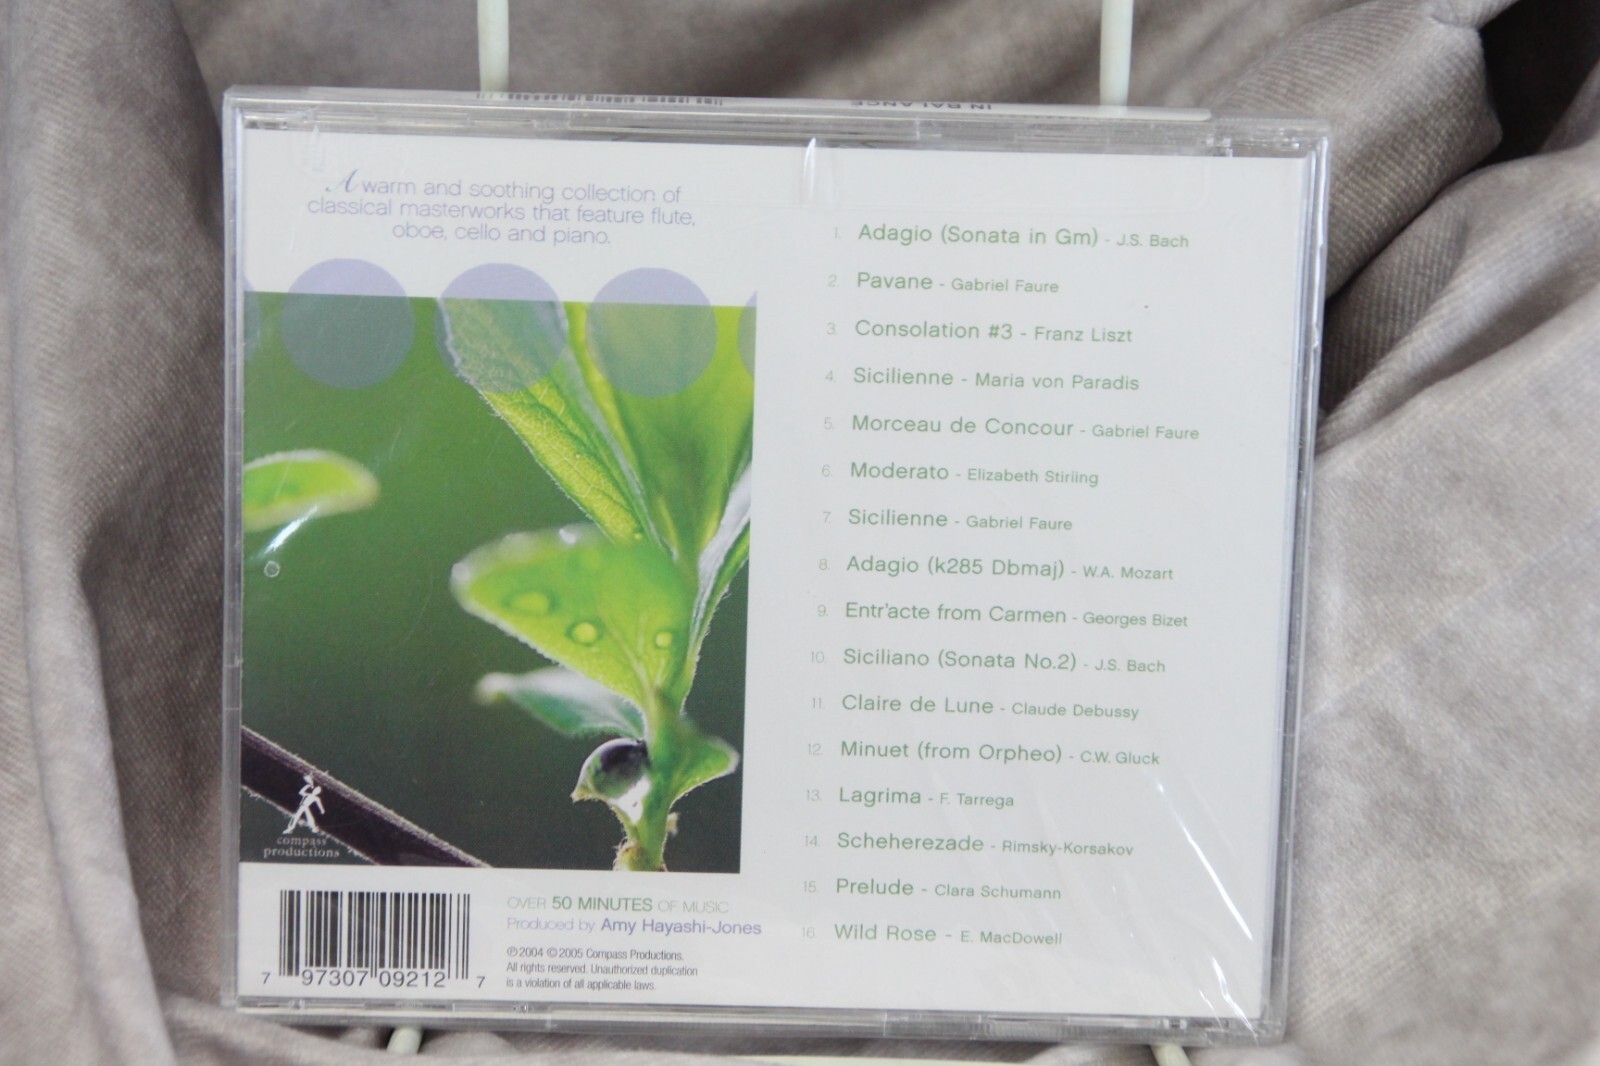 IN BALANCE
A warm and soothing collection of
classical masterworks that feature flute,
oboe, cello and piano.
1. Adagio (Sonata in Gm) - J.S. Bach
2. Pavane - Gabriel Faure
3. Consolation #3 - Franz Liszt
4. Sicilienne - Maria von Paradis
5. Morceau de Concour - Gabriel Faure
6. Moderato - Elizabeth Stirling
7. Sicilienne - Gabriel Faure
8. Adagio (k285 Dbmaj) - W.A. Mozart
9. Entr'acte from Carmen - Georges Bizet
10. Siciliano (Sonata No.2) - J.S. Bach
11. Claire de Lune - Claude Debussy
12. Minuet (from Orpheo) - C.W. Gluck
13. Lagrima - F. Tarrega
14. Scheherezade - Rimsky-Korsakov
15. Prelude - Clara Schumann
16. Wild Rose - E. MacDowell
compass
productions
OVER 50 MINUTES OF MUSIC
Produced by Amy Hayashi-Jones
℗2004 ©2005 Compass Productions.
All rights reserved. Unauthorized duplication
is a violation of all applicable laws.
7 97307 09212 7